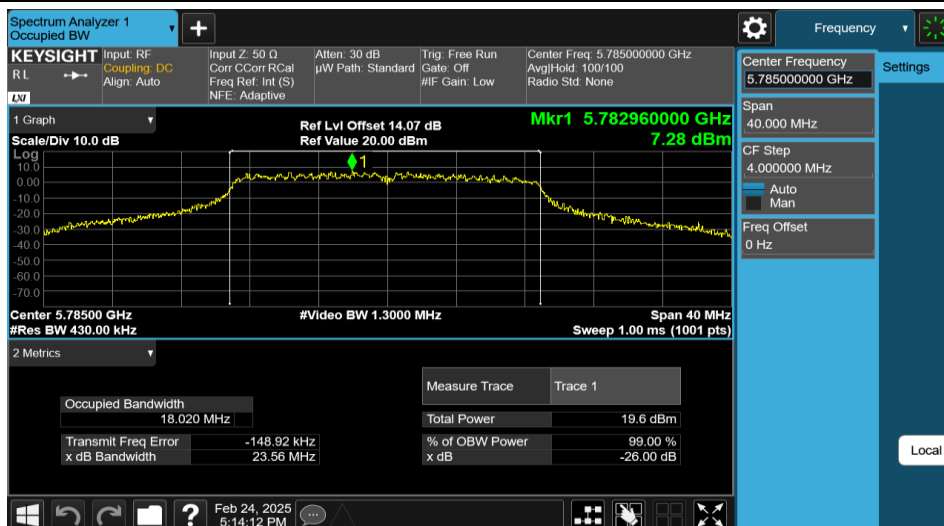 Spectrum Analyzer 1
Occupied BW
+
Frequency
KEYSIGHT
RL
LXI
Input: RF
Coupling: DC
Align: Auto
Input Z: 50 Ω
Corr CCorr RCal
Freq Ref: Int (S)
NFE: Adaptive
Atten: 30 dB
µW Path: Standard
Trig: Free Run
Gate: Off
#IF Gain: Low
Center Freq: 5.785000000 GHz
Avg|Hold: 100/100
Radio Std: None
Center Frequency
5.785000000 GHz
Settings
Span
40.000 MHz
CF Step
4.000000 MHz
Auto
Man
Freq Offset
0 Hz
Local
1 Graph
Scale/Div 10.0 dB
Ref Lvl Offset 14.07 dB
Ref Value 20.00 dBm
Mkr1 5.782960000 GHz
7.28 dBm
Log
10.0
0.00
-10.0
-20.0
-30.0
-40.0
-50.0
-60.0
-70.0
1
Center 5.78500 GHz
#Res BW 430.00 kHz
#Video BW 1.3000 MHz
Span 40 MHz
Sweep 1.00 ms (1001 pts)
2 Metrics
Measure Trace Trace 1
Occupied Bandwidth
18.020 MHz
Total Power 19.6 dBm
Transmit Freq Error -148.92 kHz
% of OBW Power 99.00 %
x dB Bandwidth 23.56 MHz
x dB -26.00 dB
?
Feb 24, 2025
5:14:12 PM